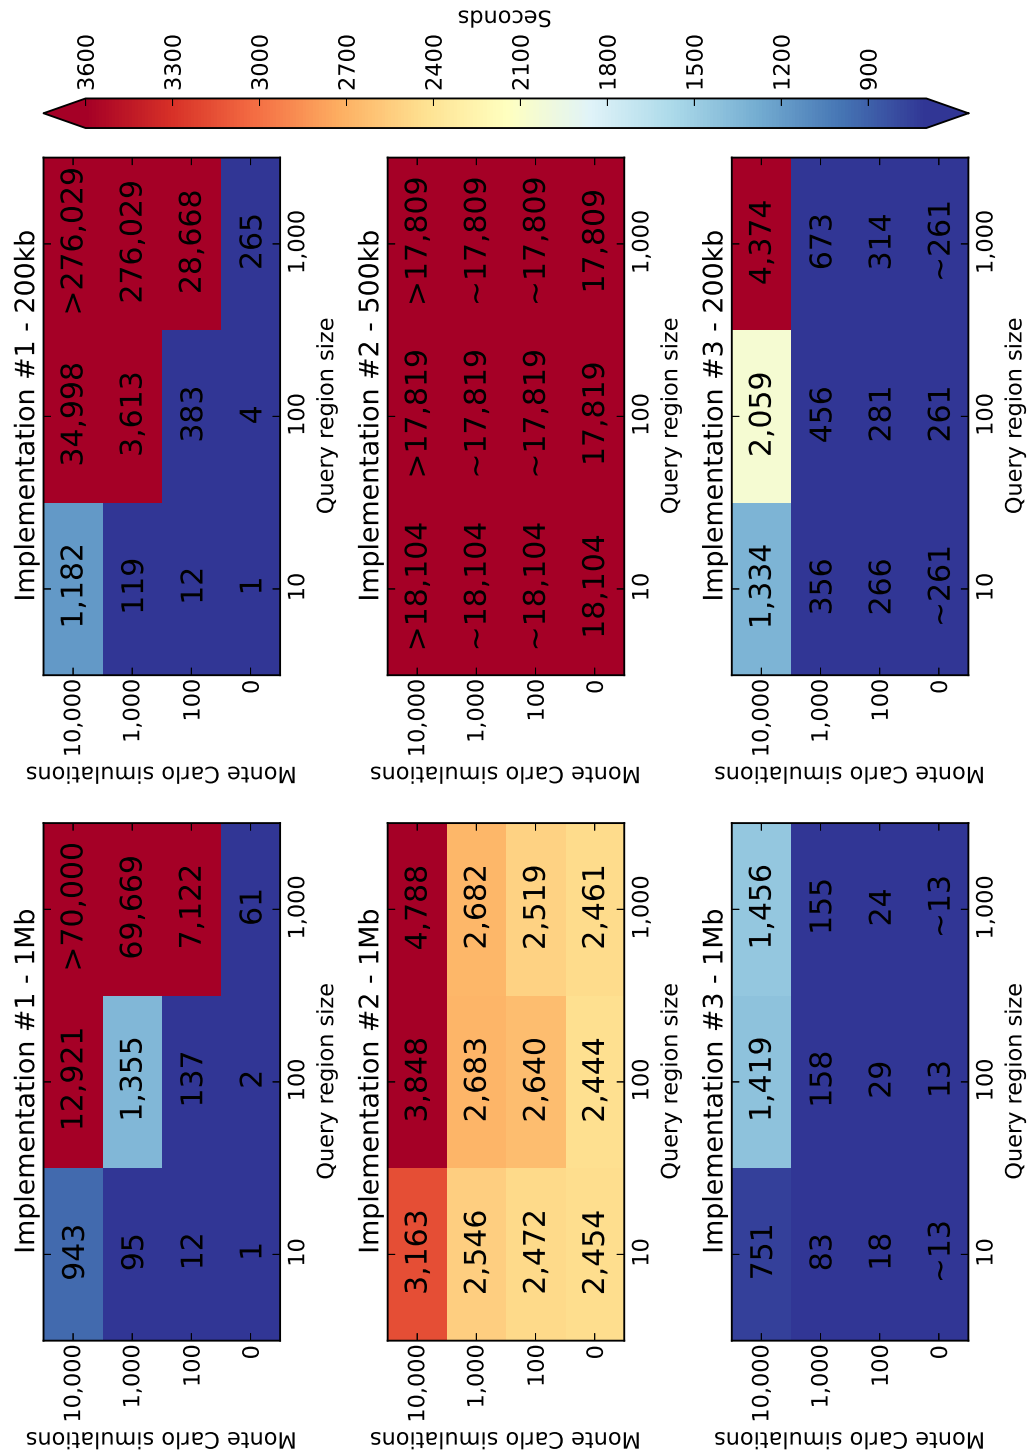 Implementation #1 - 1Mb
Monte Carlo simulations
10,000 943 12,921 >70,000
1,000 95 1,355 69,669
100 12 137 7,122
0 1 2 61
10 100 1,000
Query region size
Implementation #1 - 200kb
Monte Carlo simulations
10,000 1,182 34,998 >276,029
1,000 119 3,613 276,029
100 12 383 28,668
0 1 4 265
10 100 1,000
Query region size
Implementation #2 - 1Mb
Monte Carlo simulations
10,000 3,163 3,848 4,788
1,000 2,546 2,683 2,682
100 2,472 2,640 2,519
0 2,454 2,444 2,461
10 100 1,000
Query region size
Implementation #2 - 500kb
Monte Carlo simulations
10,000 >18,104 >17,819 >17,809
1,000 ~18,104 ~17,819 ~17,809
100 ~18,104 ~17,819 ~17,809
0 18,104 17,819 17,809
10 100 1,000
Query region size
Implementation #3 - 1Mb
Monte Carlo simulations
10,000 751 1,419 1,456
1,000 83 158 155
100 18 29 24
0 ~13 13 ~13
10 100 1,000
Query region size
Implementation #3 - 200kb
Monte Carlo simulations
10,000 1,334 2,059 4,374
1,000 356 456 673
100 266 281 314
0 ~261 261 ~261
10 100 1,000
Query region size
3600
3300
3000
2700
2400
2100
1800
1500
1200
900
Seconds